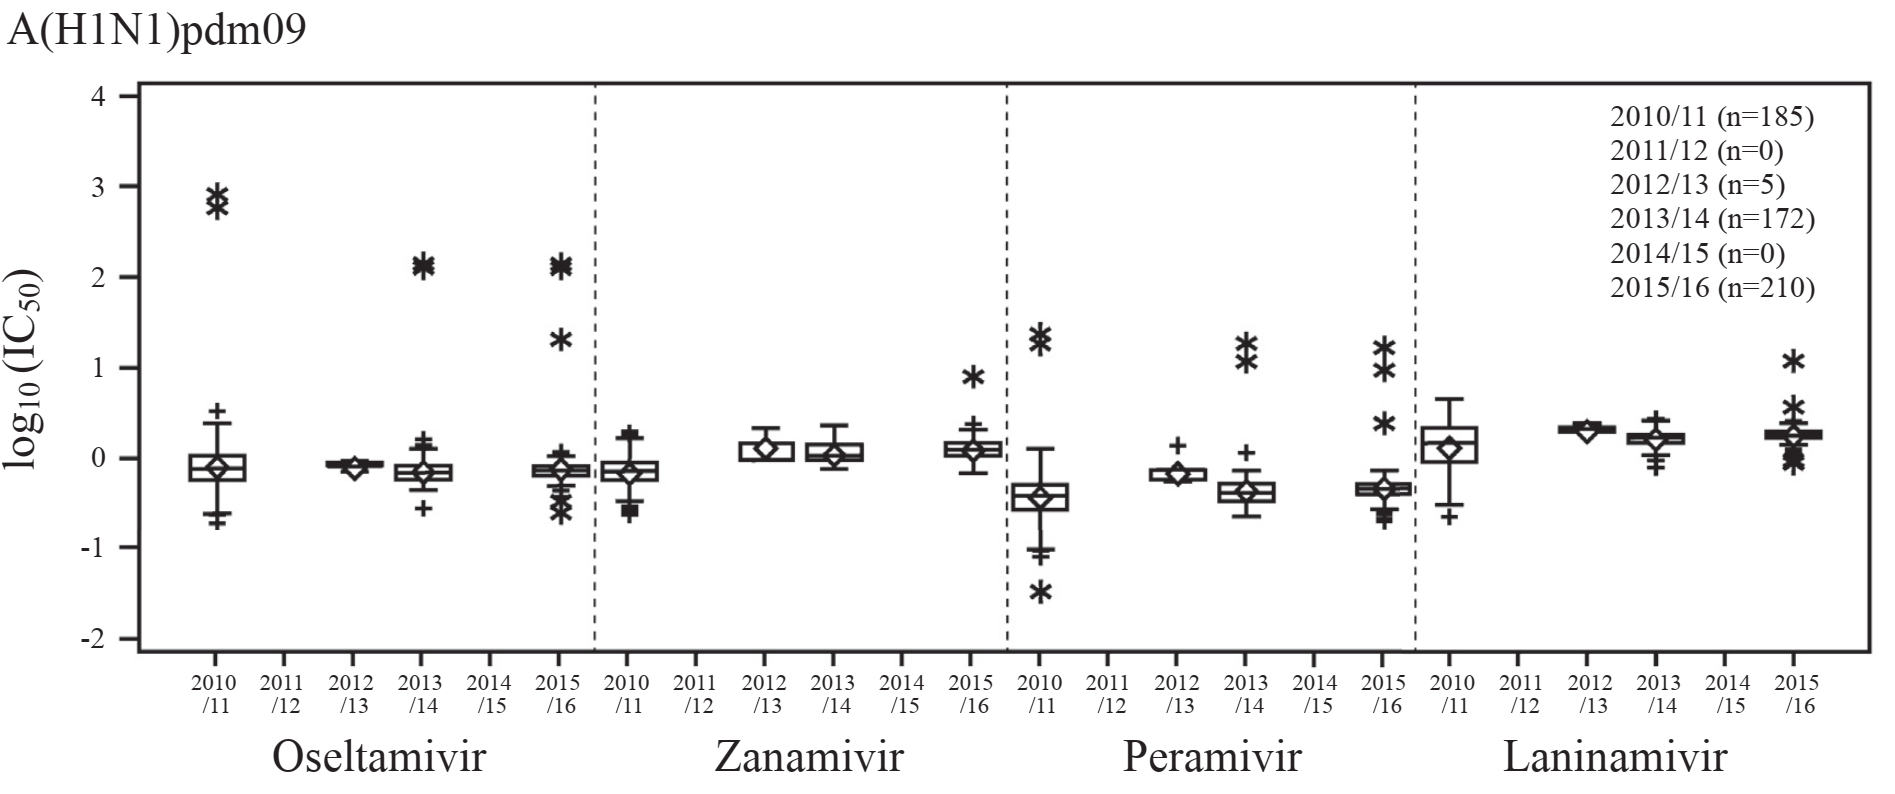 A(H1N1)pdm09
log10 (IC50)
4
3
2
1
0
-1
-2
2010/11 (n=185)
2011/12 (n=0)
2012/13 (n=5)
2013/14 (n=172)
2014/15 (n=0)
2015/16 (n=210)
2010 2011 2012 2013 2014 2015 2010 2011 2012 2013 2014 2015 2010 2011 2012 2013 2014 2015 2010 2011 2012 2013 2014 2015
/11 /12 /13 /14 /15 /16 /11 /12 /13 /14 /15 /16 /11 /12 /13 /14 /15 /16 /11 /12 /13 /14 /15 /16
Oseltamivir Zanamivir Peramivir Laninamivir